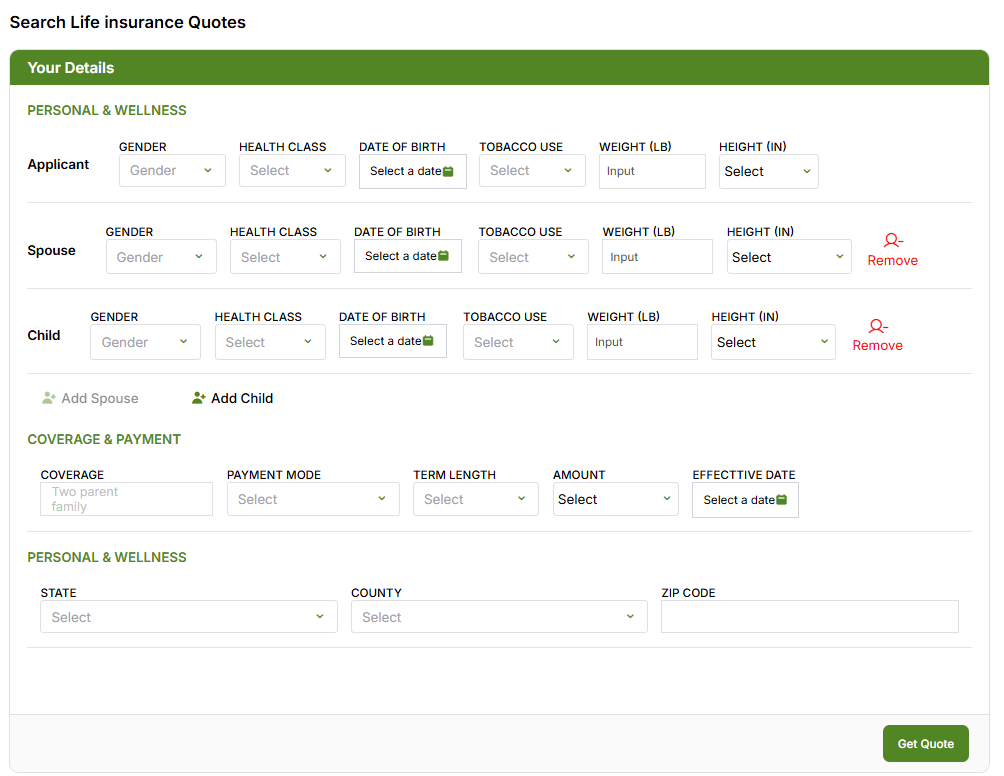 Search Life insurance Quotes
Your Details
PERSONAL & WELLNESS
Applicant
GENDER HEALTH CLASS DATE OF BIRTH TOBACCO USE WEIGHT (LB) HEIGHT (IN)
Gender Select Select a date Select Input Select
Spouse
GENDER HEALTH CLASS DATE OF BIRTH TOBACCO USE WEIGHT (LB) HEIGHT (IN)
Gender Select Select a date Select Input Select
Remove
Child
GENDER HEALTH CLASS DATE OF BIRTH TOBACCO USE WEIGHT (LB) HEIGHT (IN)
Gender Select Select a date Select Input Select
Remove
Add Spouse Add Child
COVERAGE & PAYMENT
COVERAGE PAYMENT MODE TERM LENGTH AMOUNT EFFECTTIVE DATE
Two parent
family
Select Select Select Select a date
PERSONAL & WELLNESS
STATE COUNTY ZIP CODE
Select Select
Get Quote